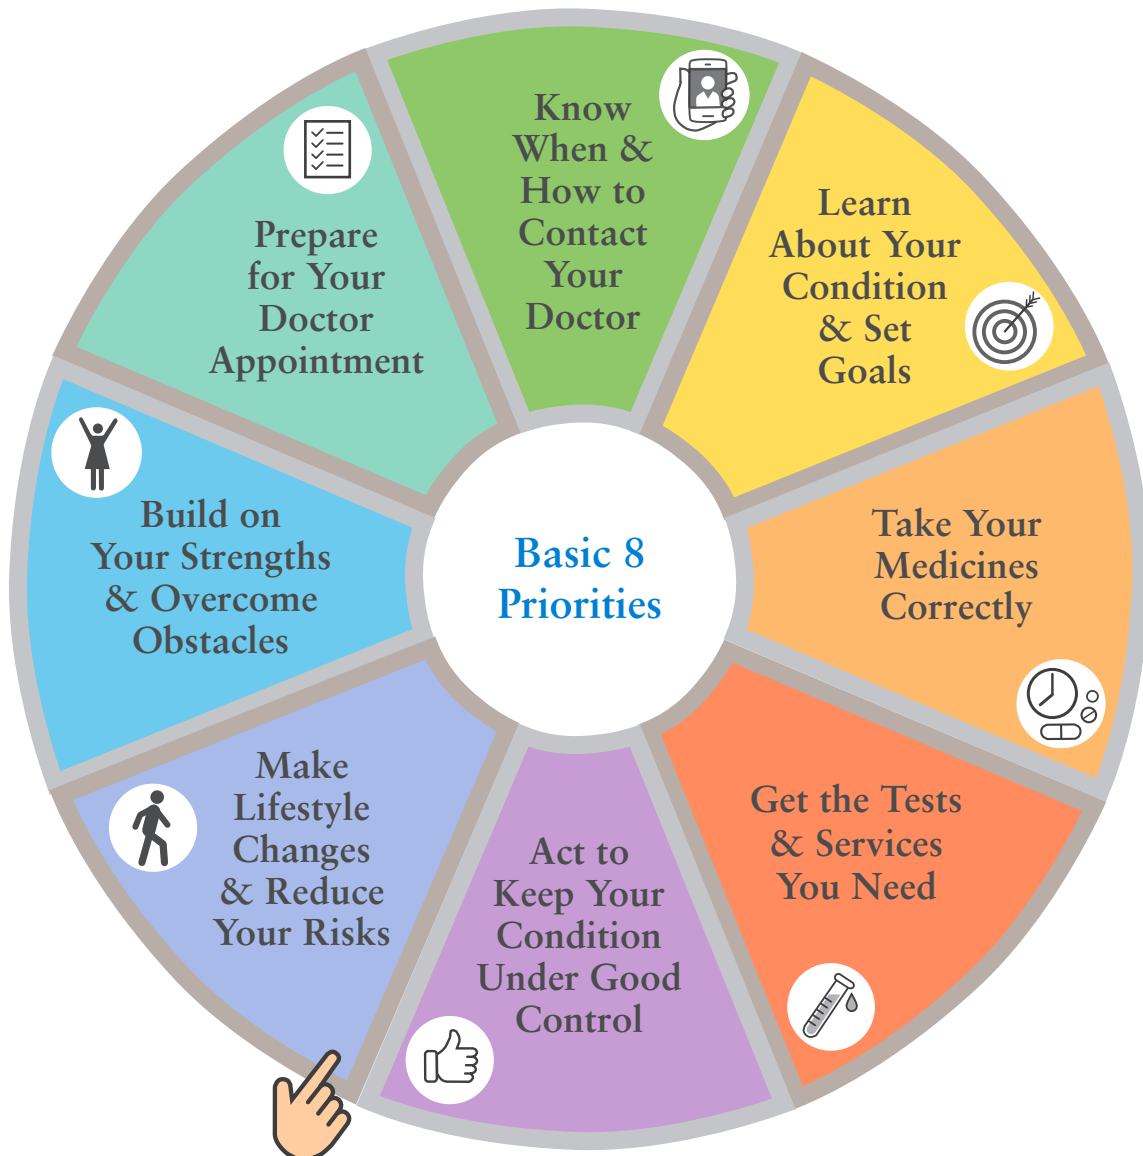 Know
When &
How to
Contact
Your
Doctor
Learn
About Your
Condition
& Set
Goals
Take Your
Medicines
Correctly
Get the Tests
& Services
You Need
Act to
Keep Your
Condition
Under Good
Control
Make
Lifestyle
Changes
& Reduce
Your Risks
Build on
Your Strengths
& Overcome
Obstacles
Prepare
for Your
Doctor
Appointment
Basic 8
Priorities